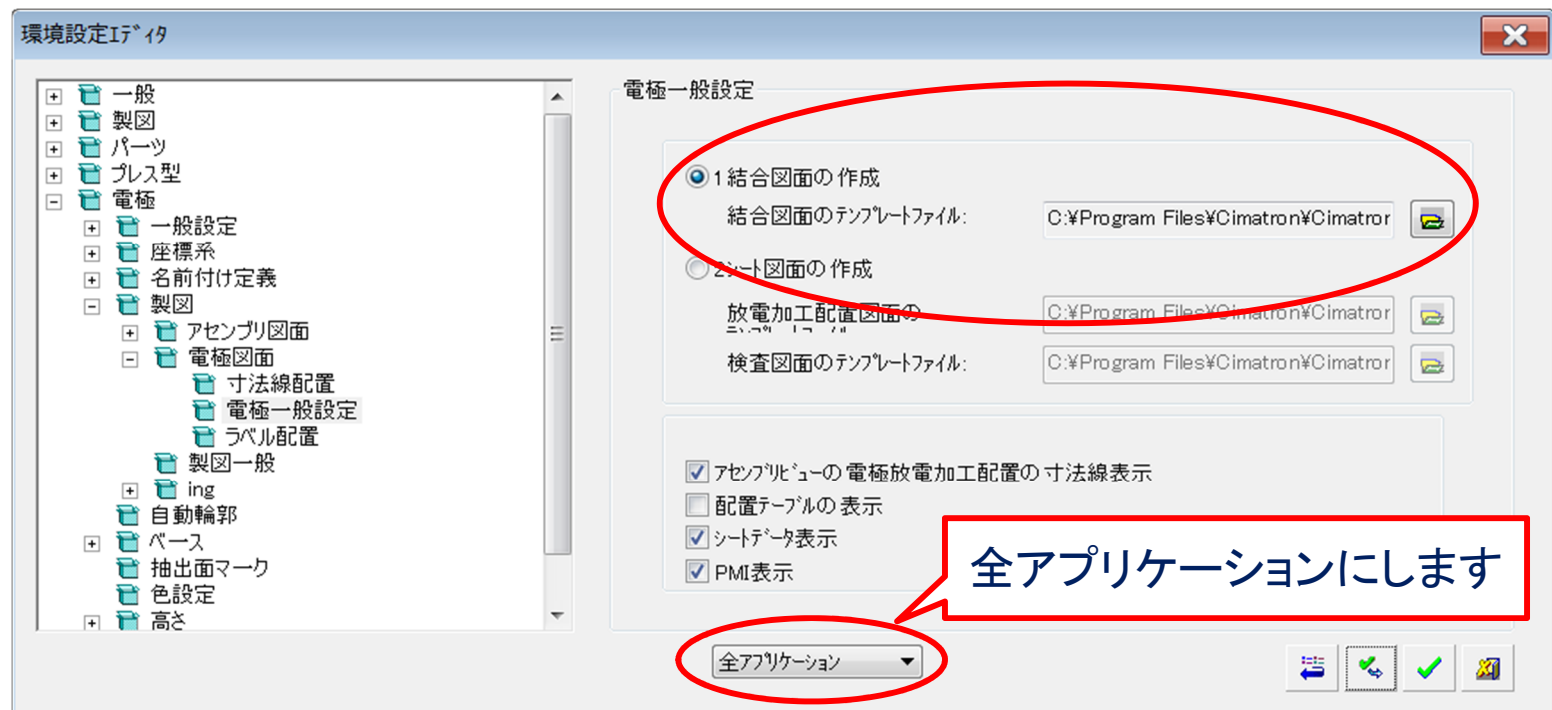 環境設定ｴﾃﾞｨﾀ
一般
製図
パーツ
プレス型
電極
一般設定
座標系
名前付け定義
製図
アセンブリ図面
電極図面
寸法線配置
電極一般設定
ラベル配置
製図一般
ing
自動輪郭
ベース
抽出面マーク
色設定
高さ
電極一般設定
1 結合図面の作成
結合図面のﾃﾝﾌﾟﾚｰﾄﾌｧｲﾙ: C:¥Program Files¥Cimatron¥Cimatror
2ｼｰﾄ図面の作成
放電加工配置図面の C:¥Program Files¥Cimatron¥Cimatror
検査図面のﾃﾝﾌﾟﾚｰﾄﾌｧｲﾙ: C:¥Program Files¥Cimatron¥Cimatror
ｱｾﾝﾌﾞﾘﾋﾞｭｰの電極放電加工配置の寸法線表示
配置ﾃｰﾌﾞﾙの表示
ｼｰﾄﾃﾞｰﾀ表示
PMI表示
全アプリケーションにします
全ｱﾌﾟﾘｹｰｼｮﾝ